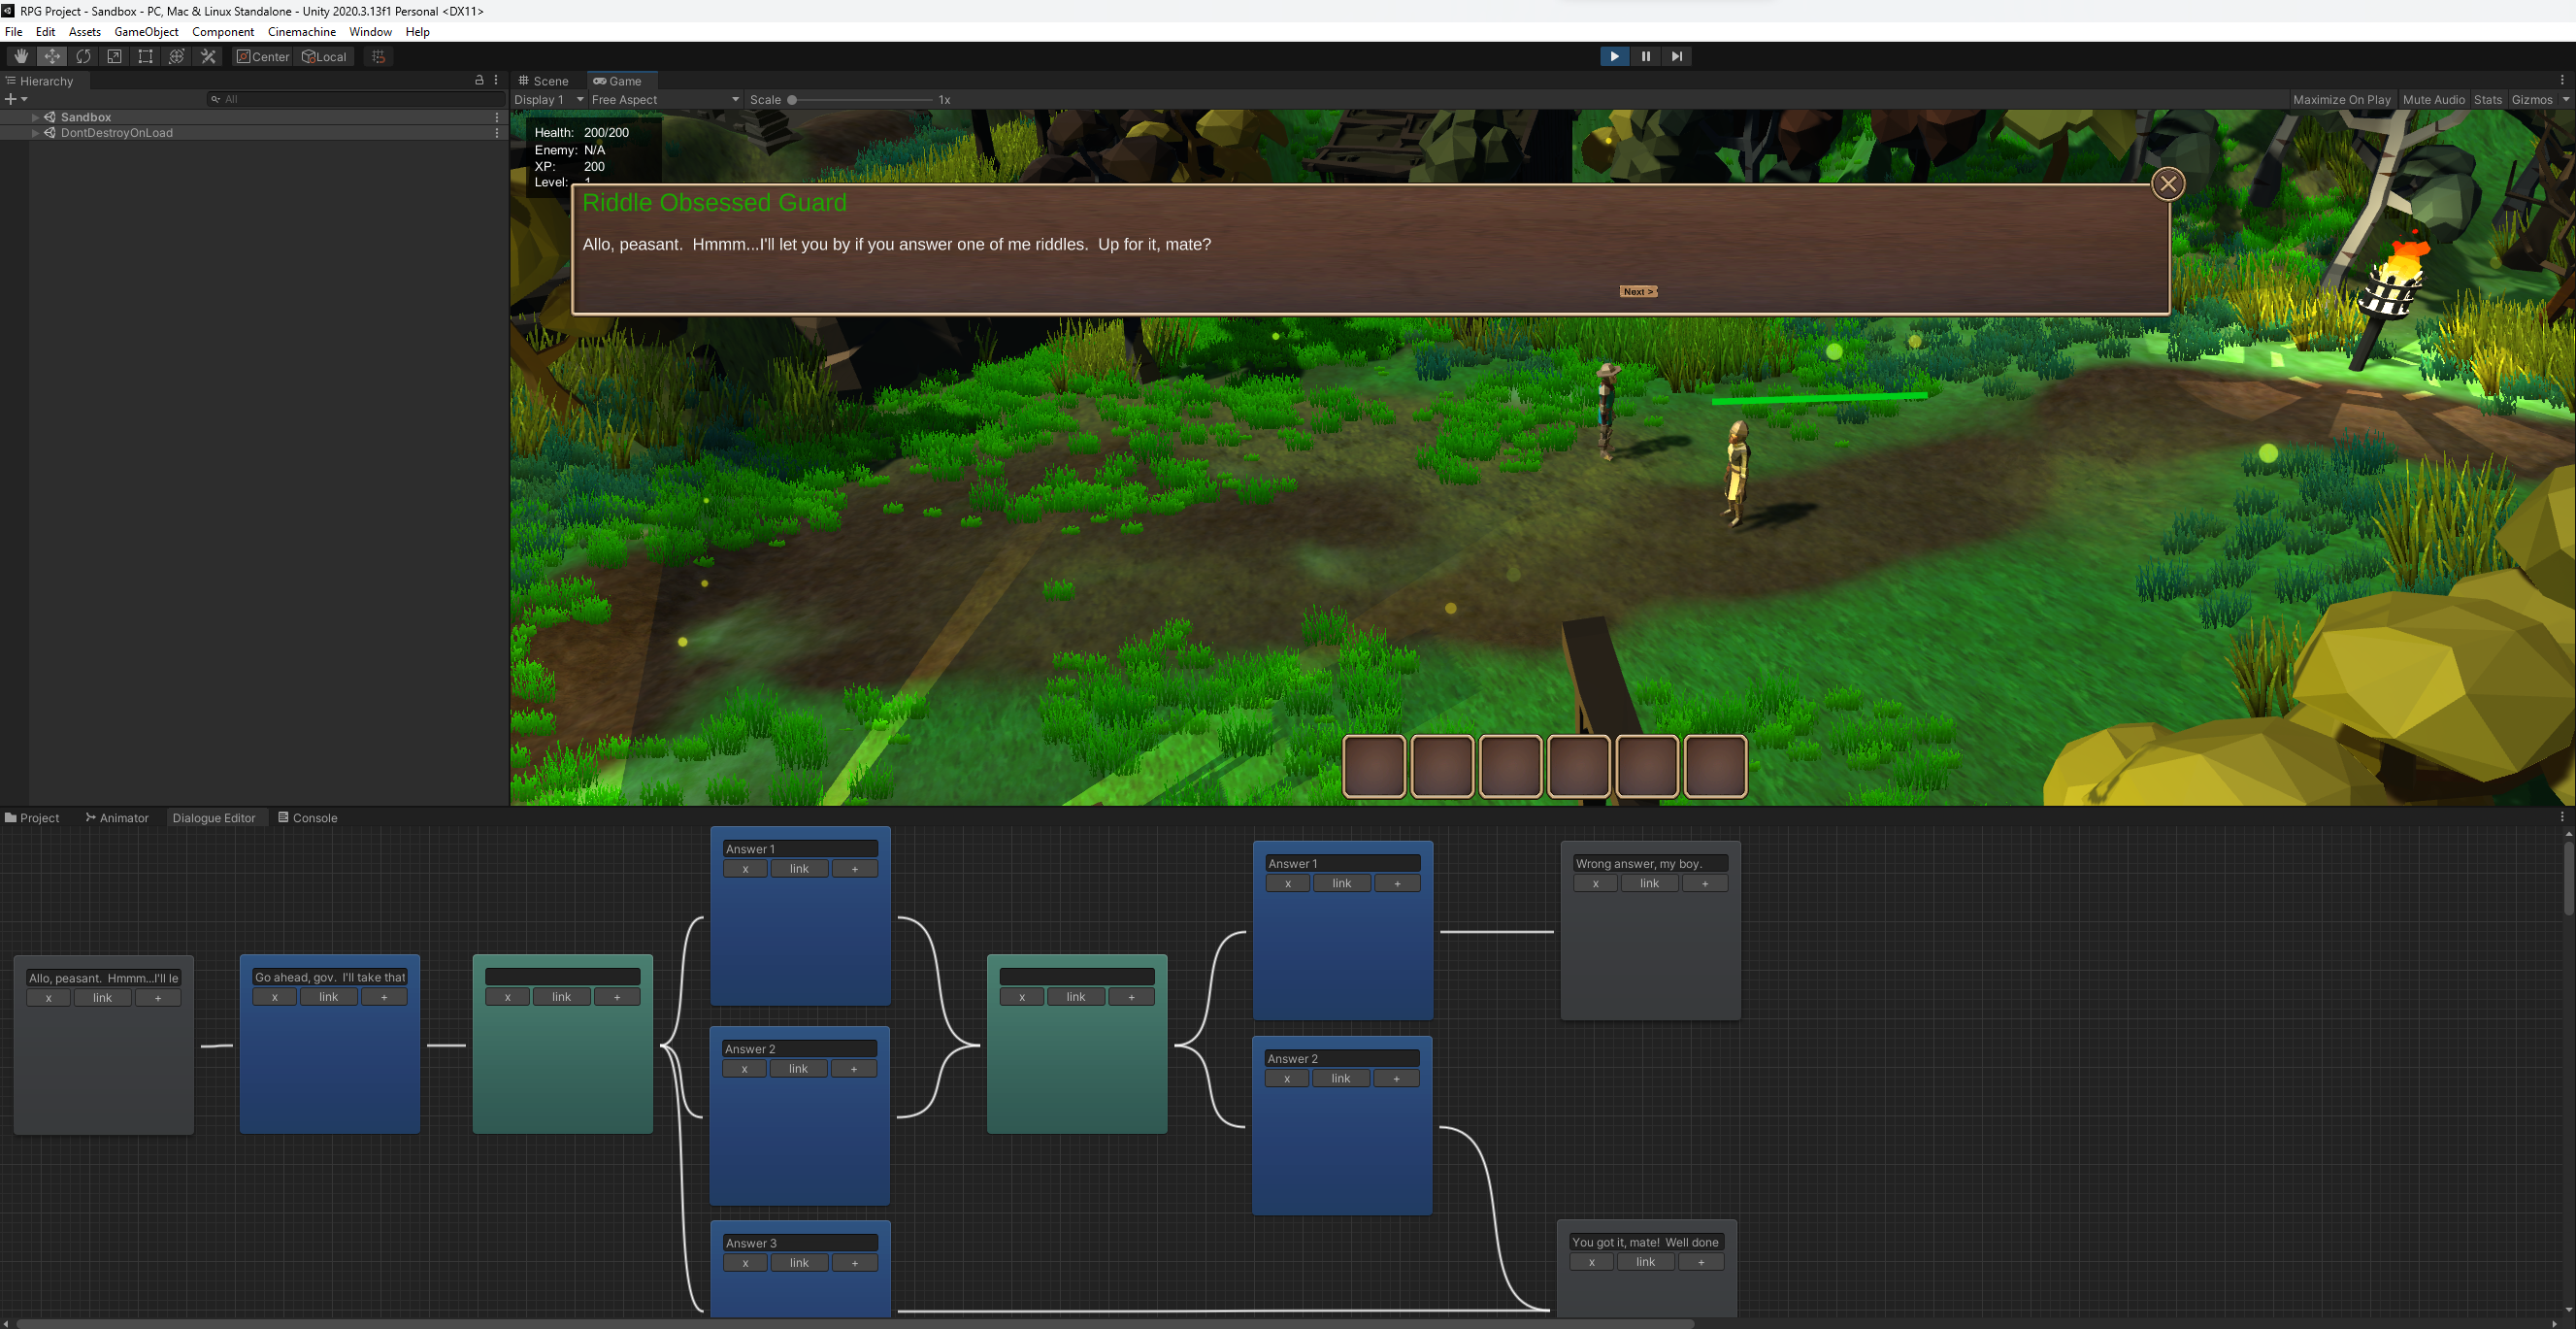 RPG Project - Sandbox - PC, Mac & Linux Standalone - Unity 2020.3.13f1 Personal <DX11>
File Edit Assets GameObject Component Cinemachine Window Help
Center Local
Hierarchy
All
Sandbox
DontDestroyOnLoad
Scene Game
Display 1 Free Aspect Scale 1x Maximize On Play Mute Audio Stats Gizmos
Health: 200/200
Enemy: N/A
XP: 200
Level: 1
Riddle Obsessed Guard
Allo, peasant.  Hmmm...I'll let you by if you answer one of me riddles.  Up for it, mate?
Next >
Project Animator Dialogue Editor Console
Allo, peasant.  Hmmm...I'll le
x link +
Go ahead, gov.  I'll take that
x link +
x link +
Answer 1
x link +
Answer 2
x link +
Answer 3
x link +
x link +
Answer 1
x link +
Answer 2
x link +
Wrong answer, my boy.
x link +
You got it, mate!  Well done
x link +